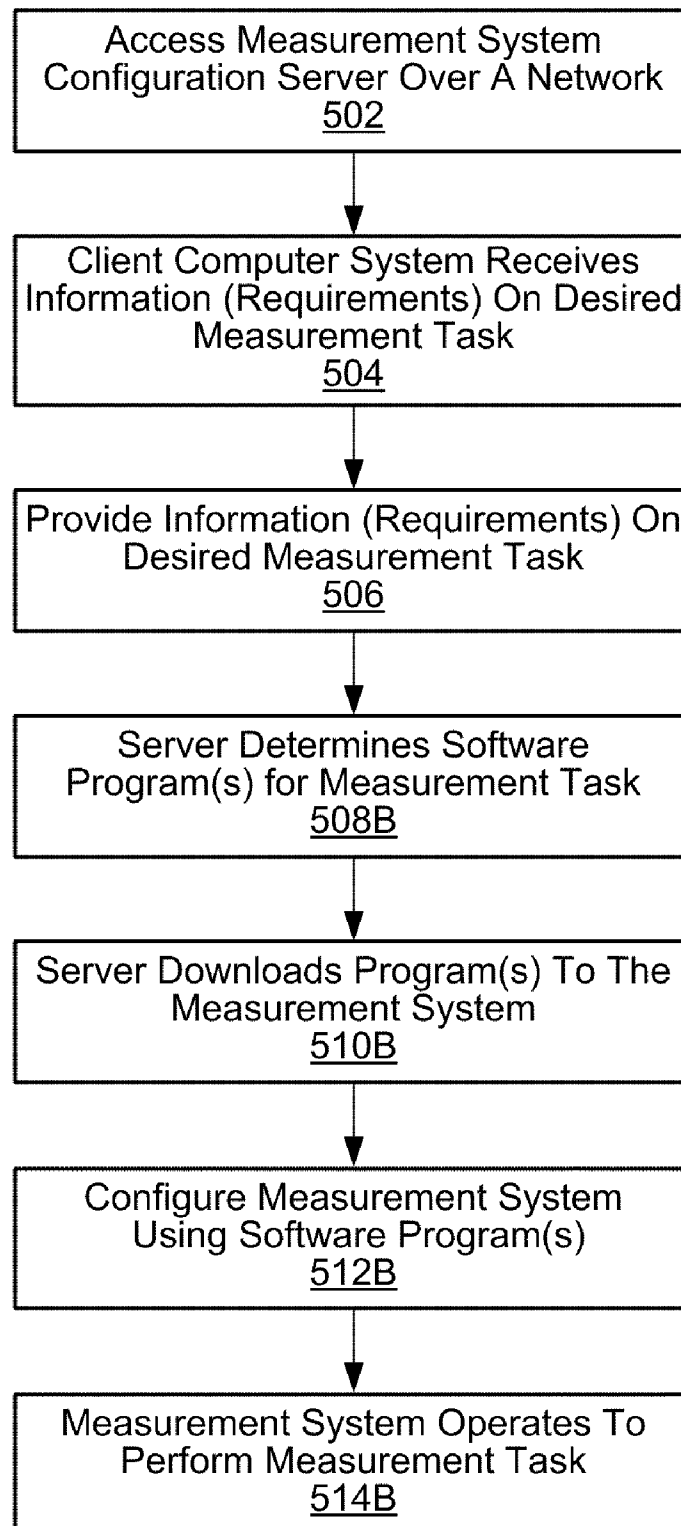 Access Measurement System
Configuration Server Over A Network
502
Client Computer System Receives
Information (Requirements) On Desired
Measurement Task
504
Provide Information (Requirements) On
Desired Measurement Task
506
Server Determines Software
Program(s) for Measurement Task
508B
Server Downloads Program(s) To The
Measurement System
510B
Configure Measurement System
Using Software Program(s)
512B
Measurement System Operates To
Perform Measurement Task
514B